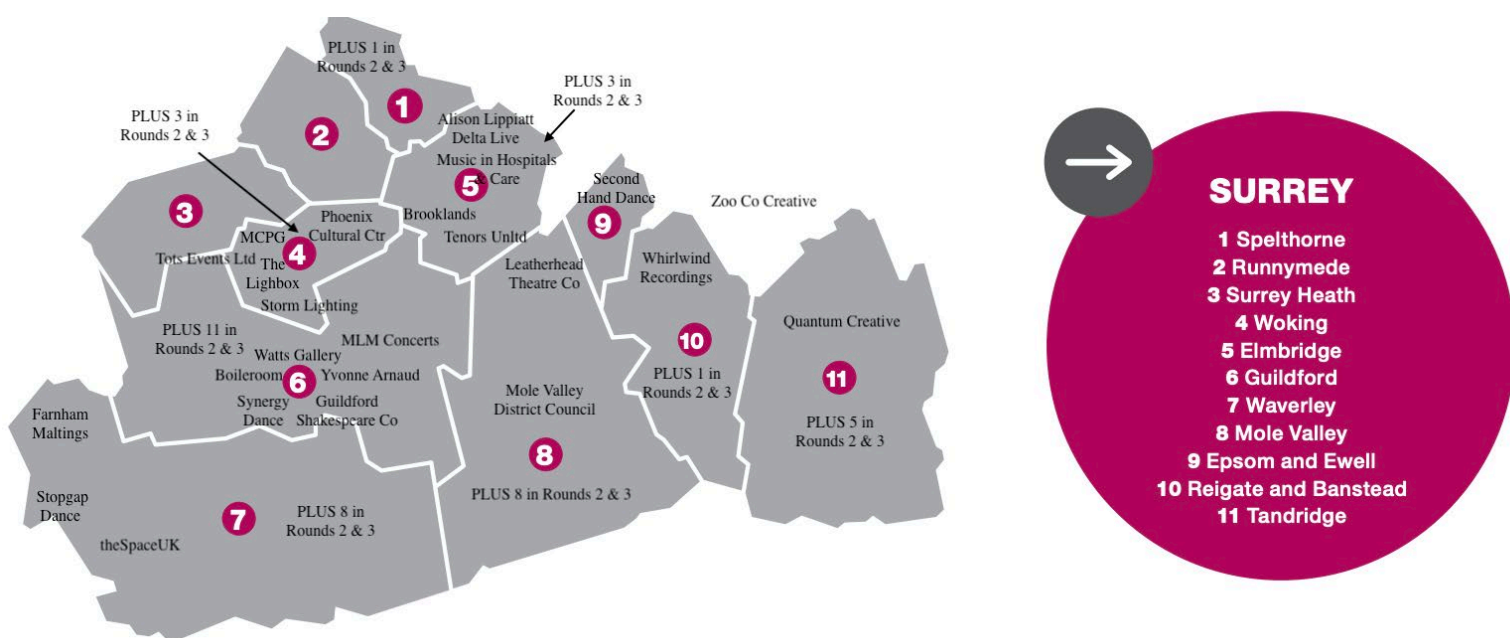 PLUS 1 in
Rounds 2 & 3
1
PLUS 3 in
Rounds 2 & 3
PLUS 3 in
Rounds 2 & 3
2
Alison Lippiatt
Delta Live
Music in Hospitals
& Care
5
Brooklands
Tenors Unltd
3
Phoenix
Cultural Ctr
MCPG
4
Tots Events Ltd
The
Lighbox
Storm Lighting
Second
Hand Dance
9
Zoo Co Creative
Leatherhead
Theatre Co
Whirlwind
Recordings
PLUS 11 in
Rounds 2 & 3
MLM Concerts
Watts Gallery
Boileroom
6
Yvonne Arnaud
Synergy
Dance
Guildford
Shakespeare Co
10
PLUS 1 in
Rounds 2 & 3
Quantum Creative
11
PLUS 5 in
Rounds 2 & 3
Mole Valley
District Council
8
PLUS 8 in Rounds 2 & 3
Farnham
Maltings
Stopgap
Dance
7
PLUS 8 in
Rounds 2 & 3
theSpaceUK
SURREY
1 Spelthorne
2 Runnymede
3 Surrey Heath
4 Woking
5 Elmbridge
6 Guildford
7 Waverley
8 Mole Valley
9 Epsom and Ewell
10 Reigate and Banstead
11 Tandridge